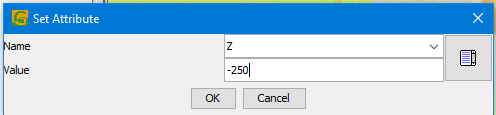 Set Attribute
Name Z
Value -250
OK Cancel